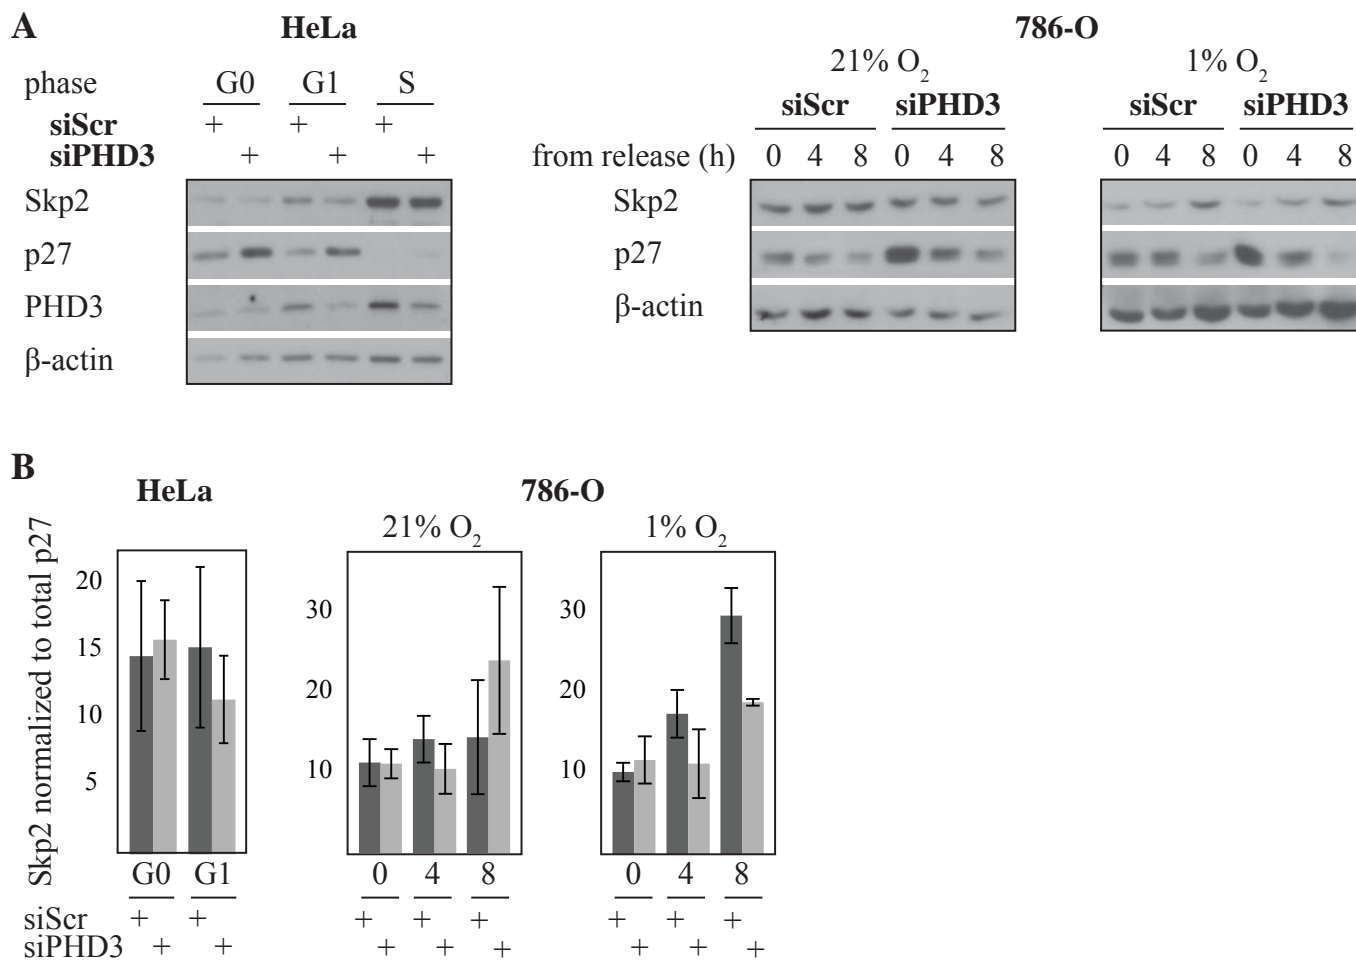 A
HeLa
786-O
21% O2
1% O2
phase G0 G1 S
siScr siPHD3 siScr siPHD3
siScr + + +
siPHD3 + + +
from release (h) 0 4 8 0 4 8 0 4 8 0 4 8
Skp2
p27
PHD3
β-actin
Skp2
p27
β-actin
B
HeLa
786-O
21% O2
1% O2
Skp2 normalized to total p27
20
15
10
5
30
20
10
30
20
10
G0 G1
0 4 8
0 4 8
siScr + + + + + + + +
siPHD3 + + + + + + + +